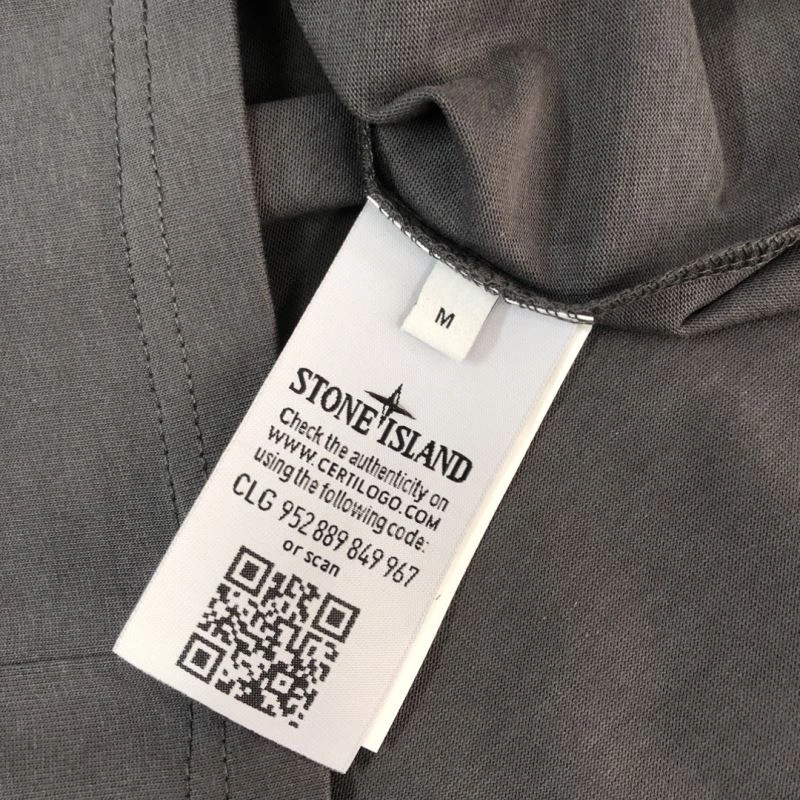 M
STONE ISLAND
Check the authenticity on
WWW.CERTILOGO.COM
using the following code:
CLG 952 889 849 967
or scan